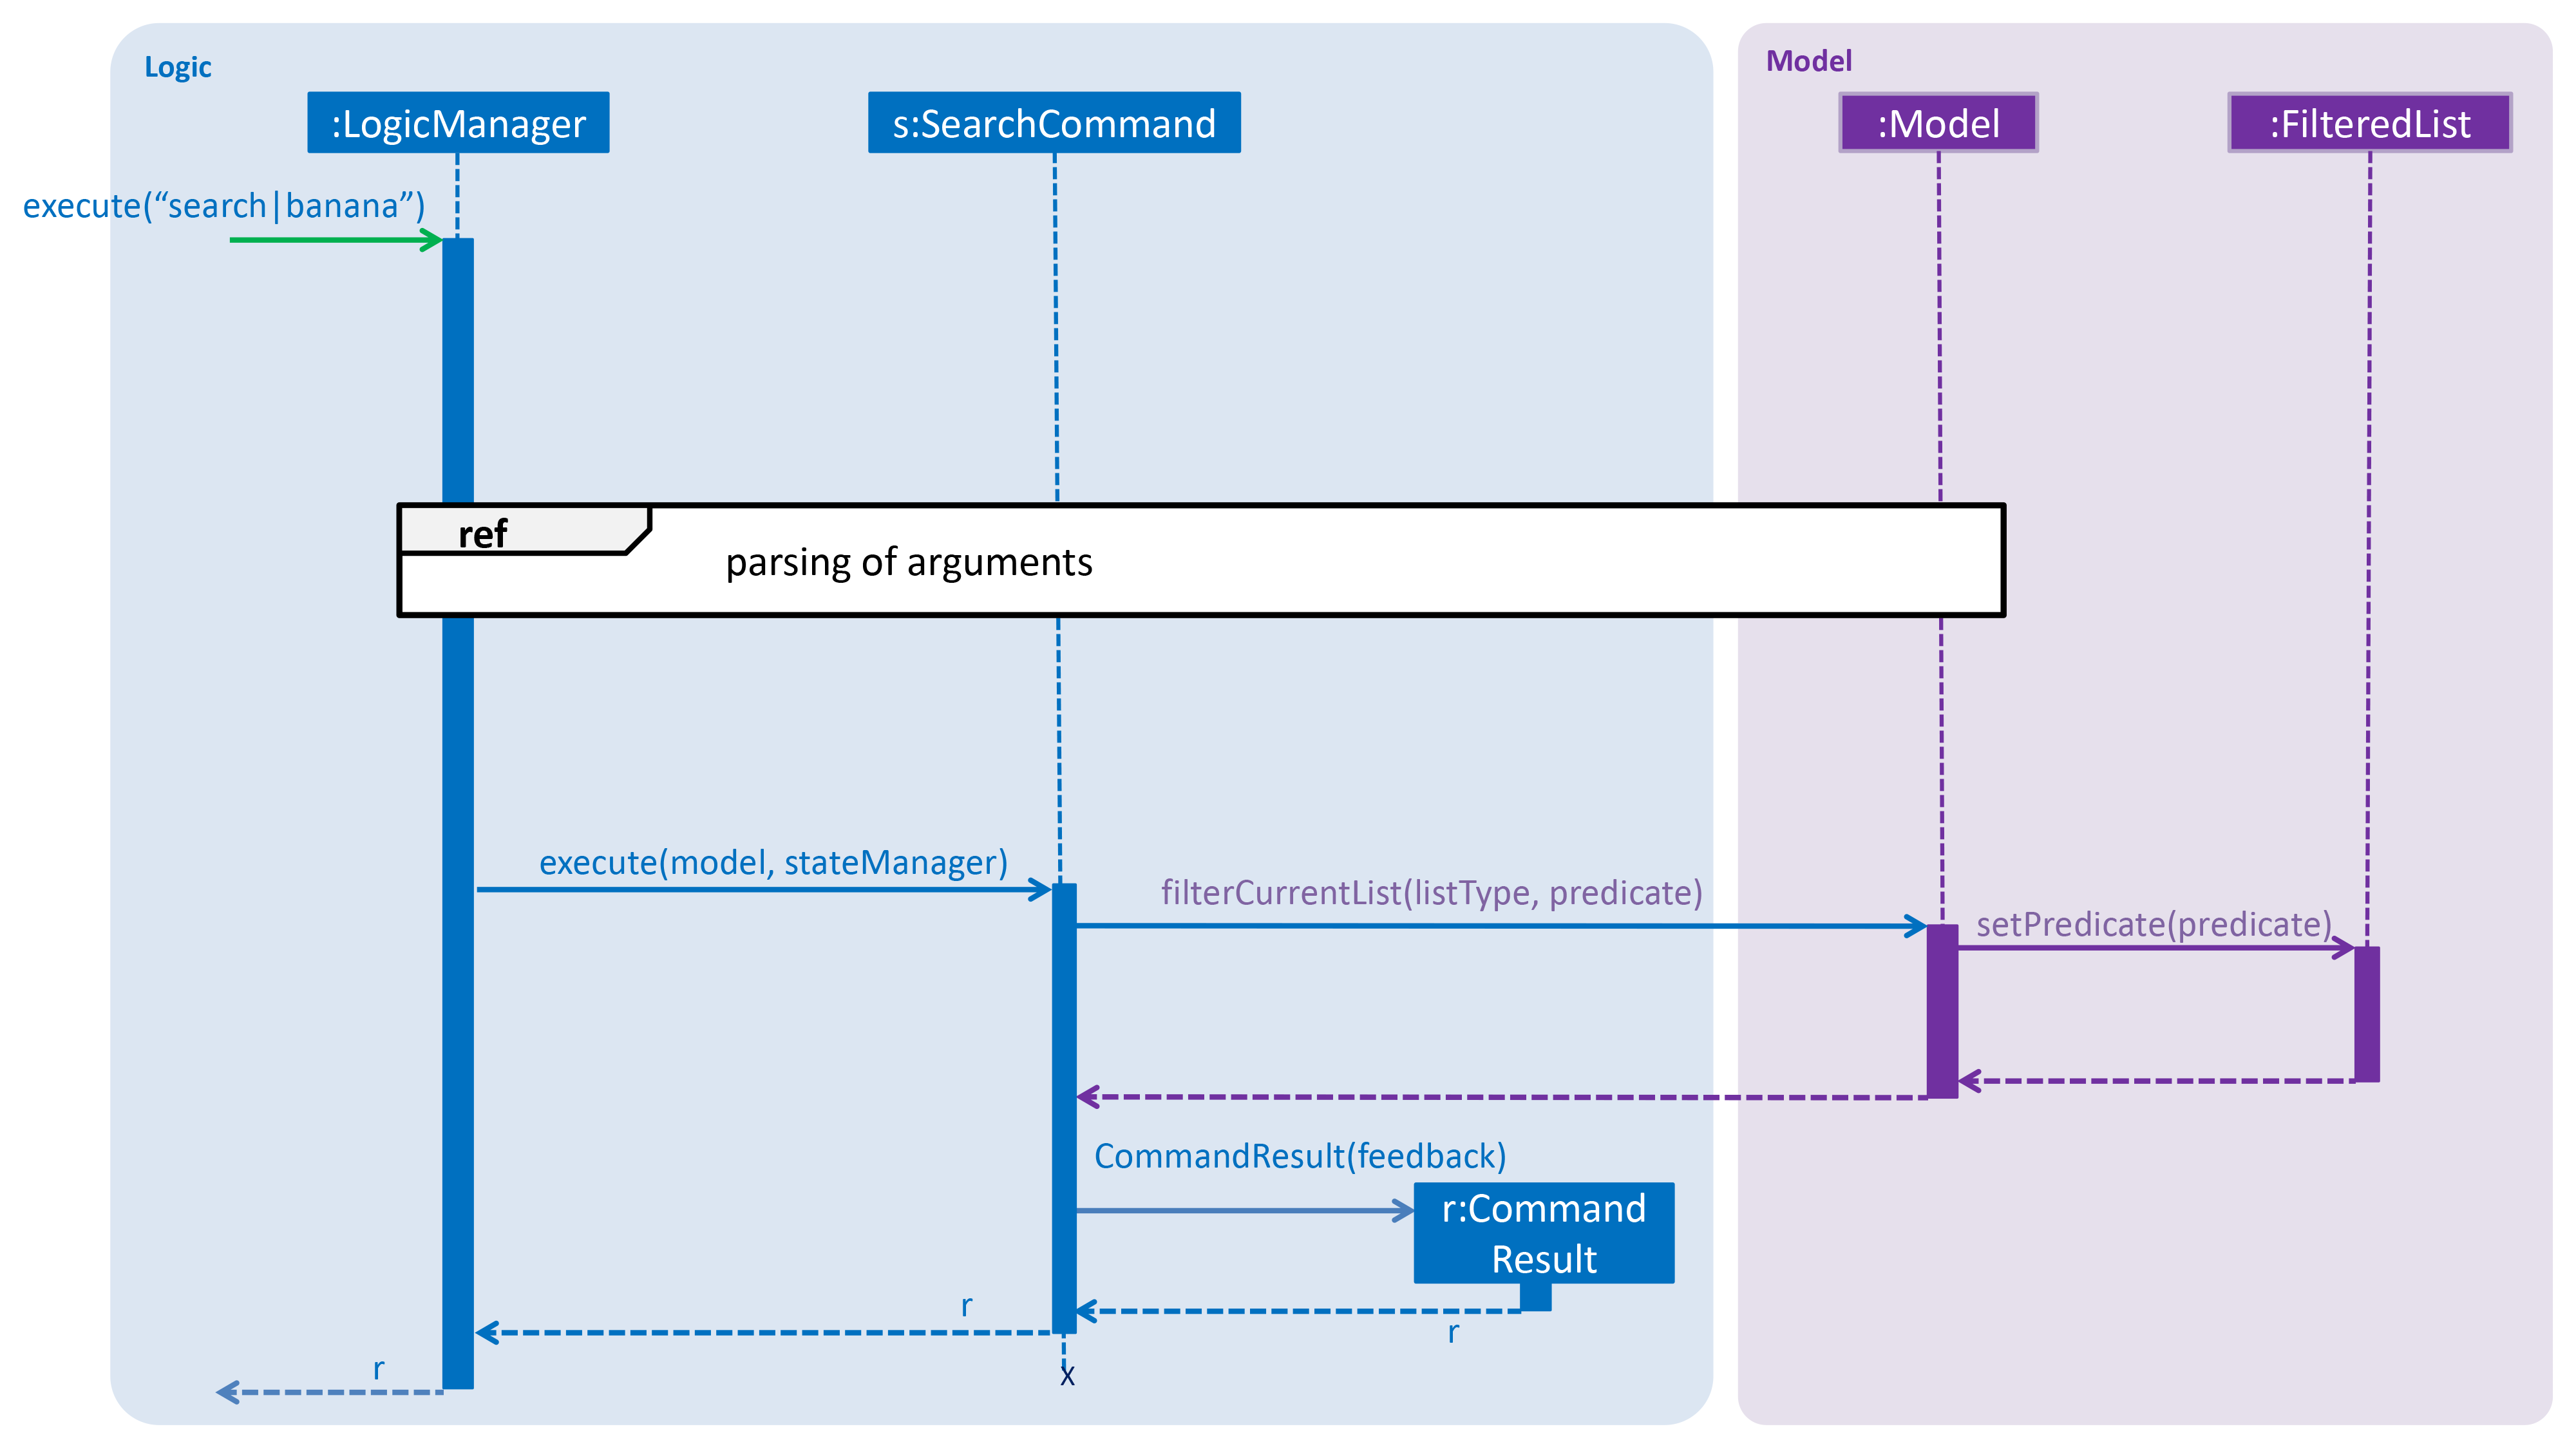 Logic
Model
:LogicManager
s:SearchCommand
:Model
:FilteredList
execute(“search|banana”)
ref
parsing of arguments
execute(model, stateManager)
filterCurrentList(listType, predicate)
setPredicate(predicate)
CommandResult(feedback)
r:Command
Result
r
r
r
X